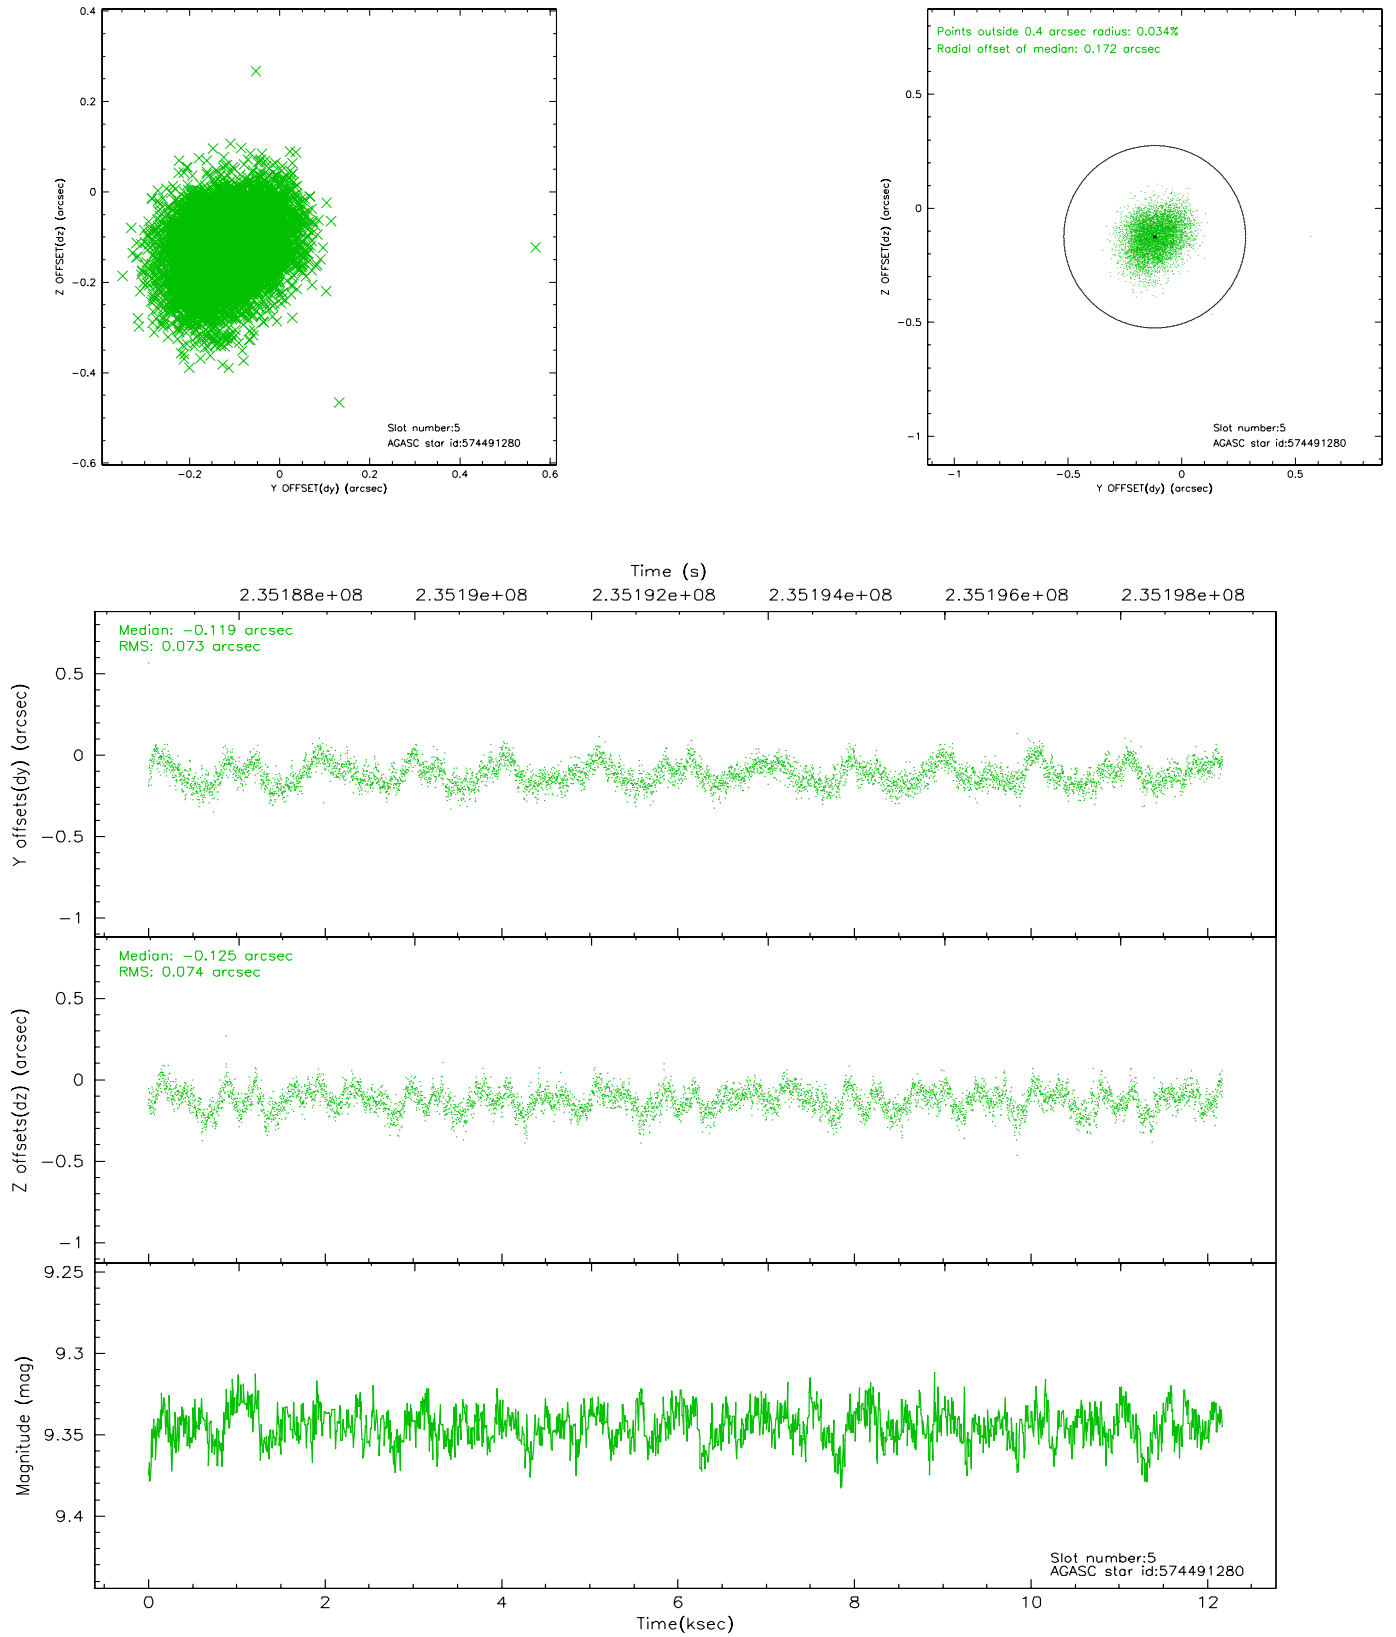 0.4
0.2
0
−0.2
−0.4
−0.6
Z OFFSET(dz) (arcsec)
Slot number:5
AGASC star id:574491280
−0.2 0 0.2 0.4 0.6
Y OFFSET(dy) (arcsec)
Points outside 0.4 arcsec radius: 0.034%
Radial offset of median: 0.172 arcsec
0.5
0
−0.5
−1
Z OFFSET(dz) (arcsec)
Slot number:5
AGASC star id:574491280
−1 −0.5 0 0.5
Y OFFSET(dy) (arcsec)
Time (s)
2.35188e+08 2.3519e+08 2.35192e+08 2.35194e+08 2.35196e+08 2.35198e+08
Median: −0.119 arcsec
RMS: 0.073 arcsec
0.5
0
−0.5
−1
Y offsets(dy) (arcsec)
Median: −0.125 arcsec
RMS: 0.074 arcsec
0.5
0
−0.5
−1
Z offsets(dz) (arcsec)
9.25
9.3
9.35
9.4
Magnitude (mag)
Slot number:5
AGASC star id:574491280
0 2 4 6 8 10 12
Time(ksec)